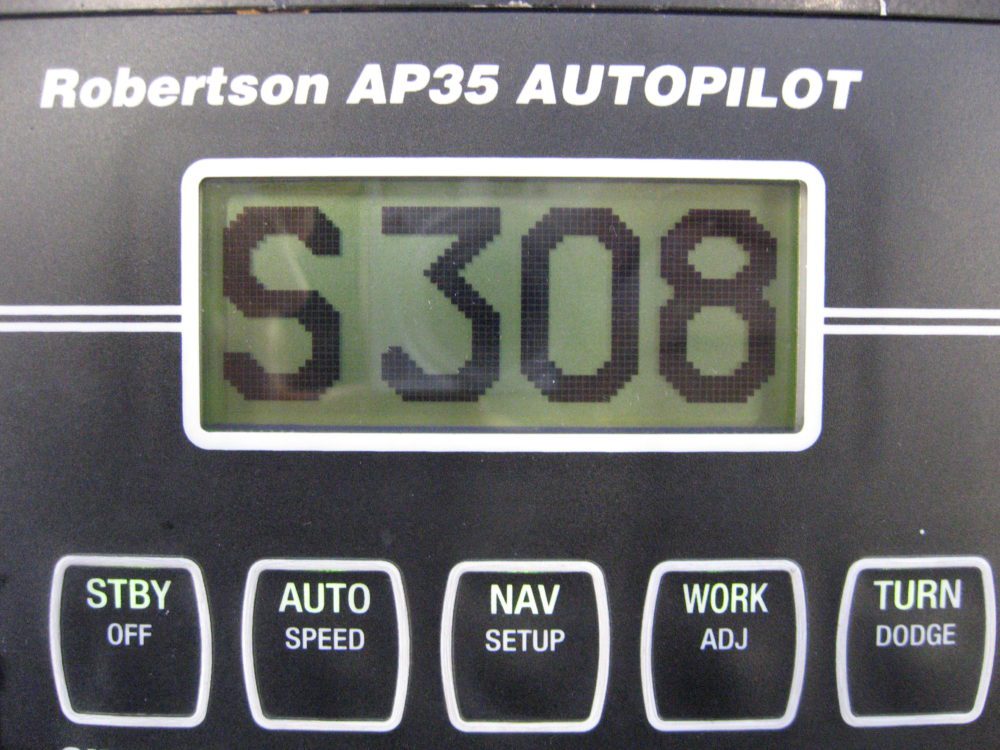 Robertson AP35 AUTOPILOT
S308
STBY AUTO NAV WORK TURN
OFF SPEED SETUP ADJ DODGE